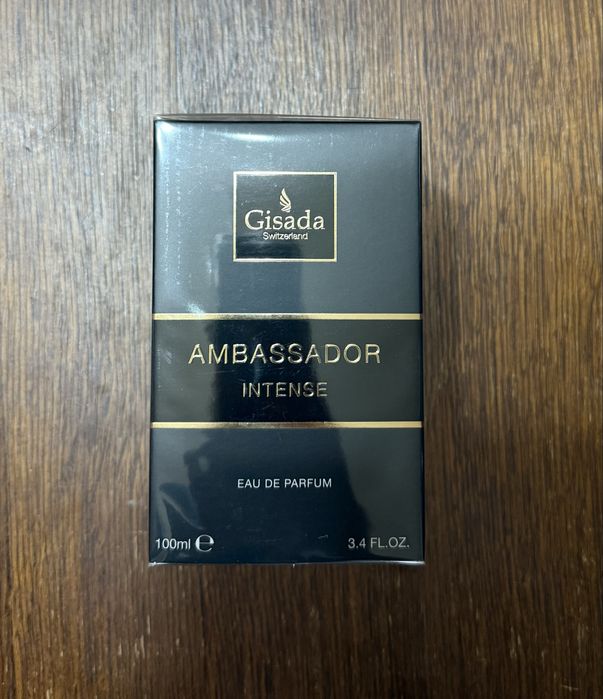 Gisada
Switzerland
AMBASSADOR
INTENSE
EAU DE PARFUM
100ml ℮
3.4 FL.OZ.